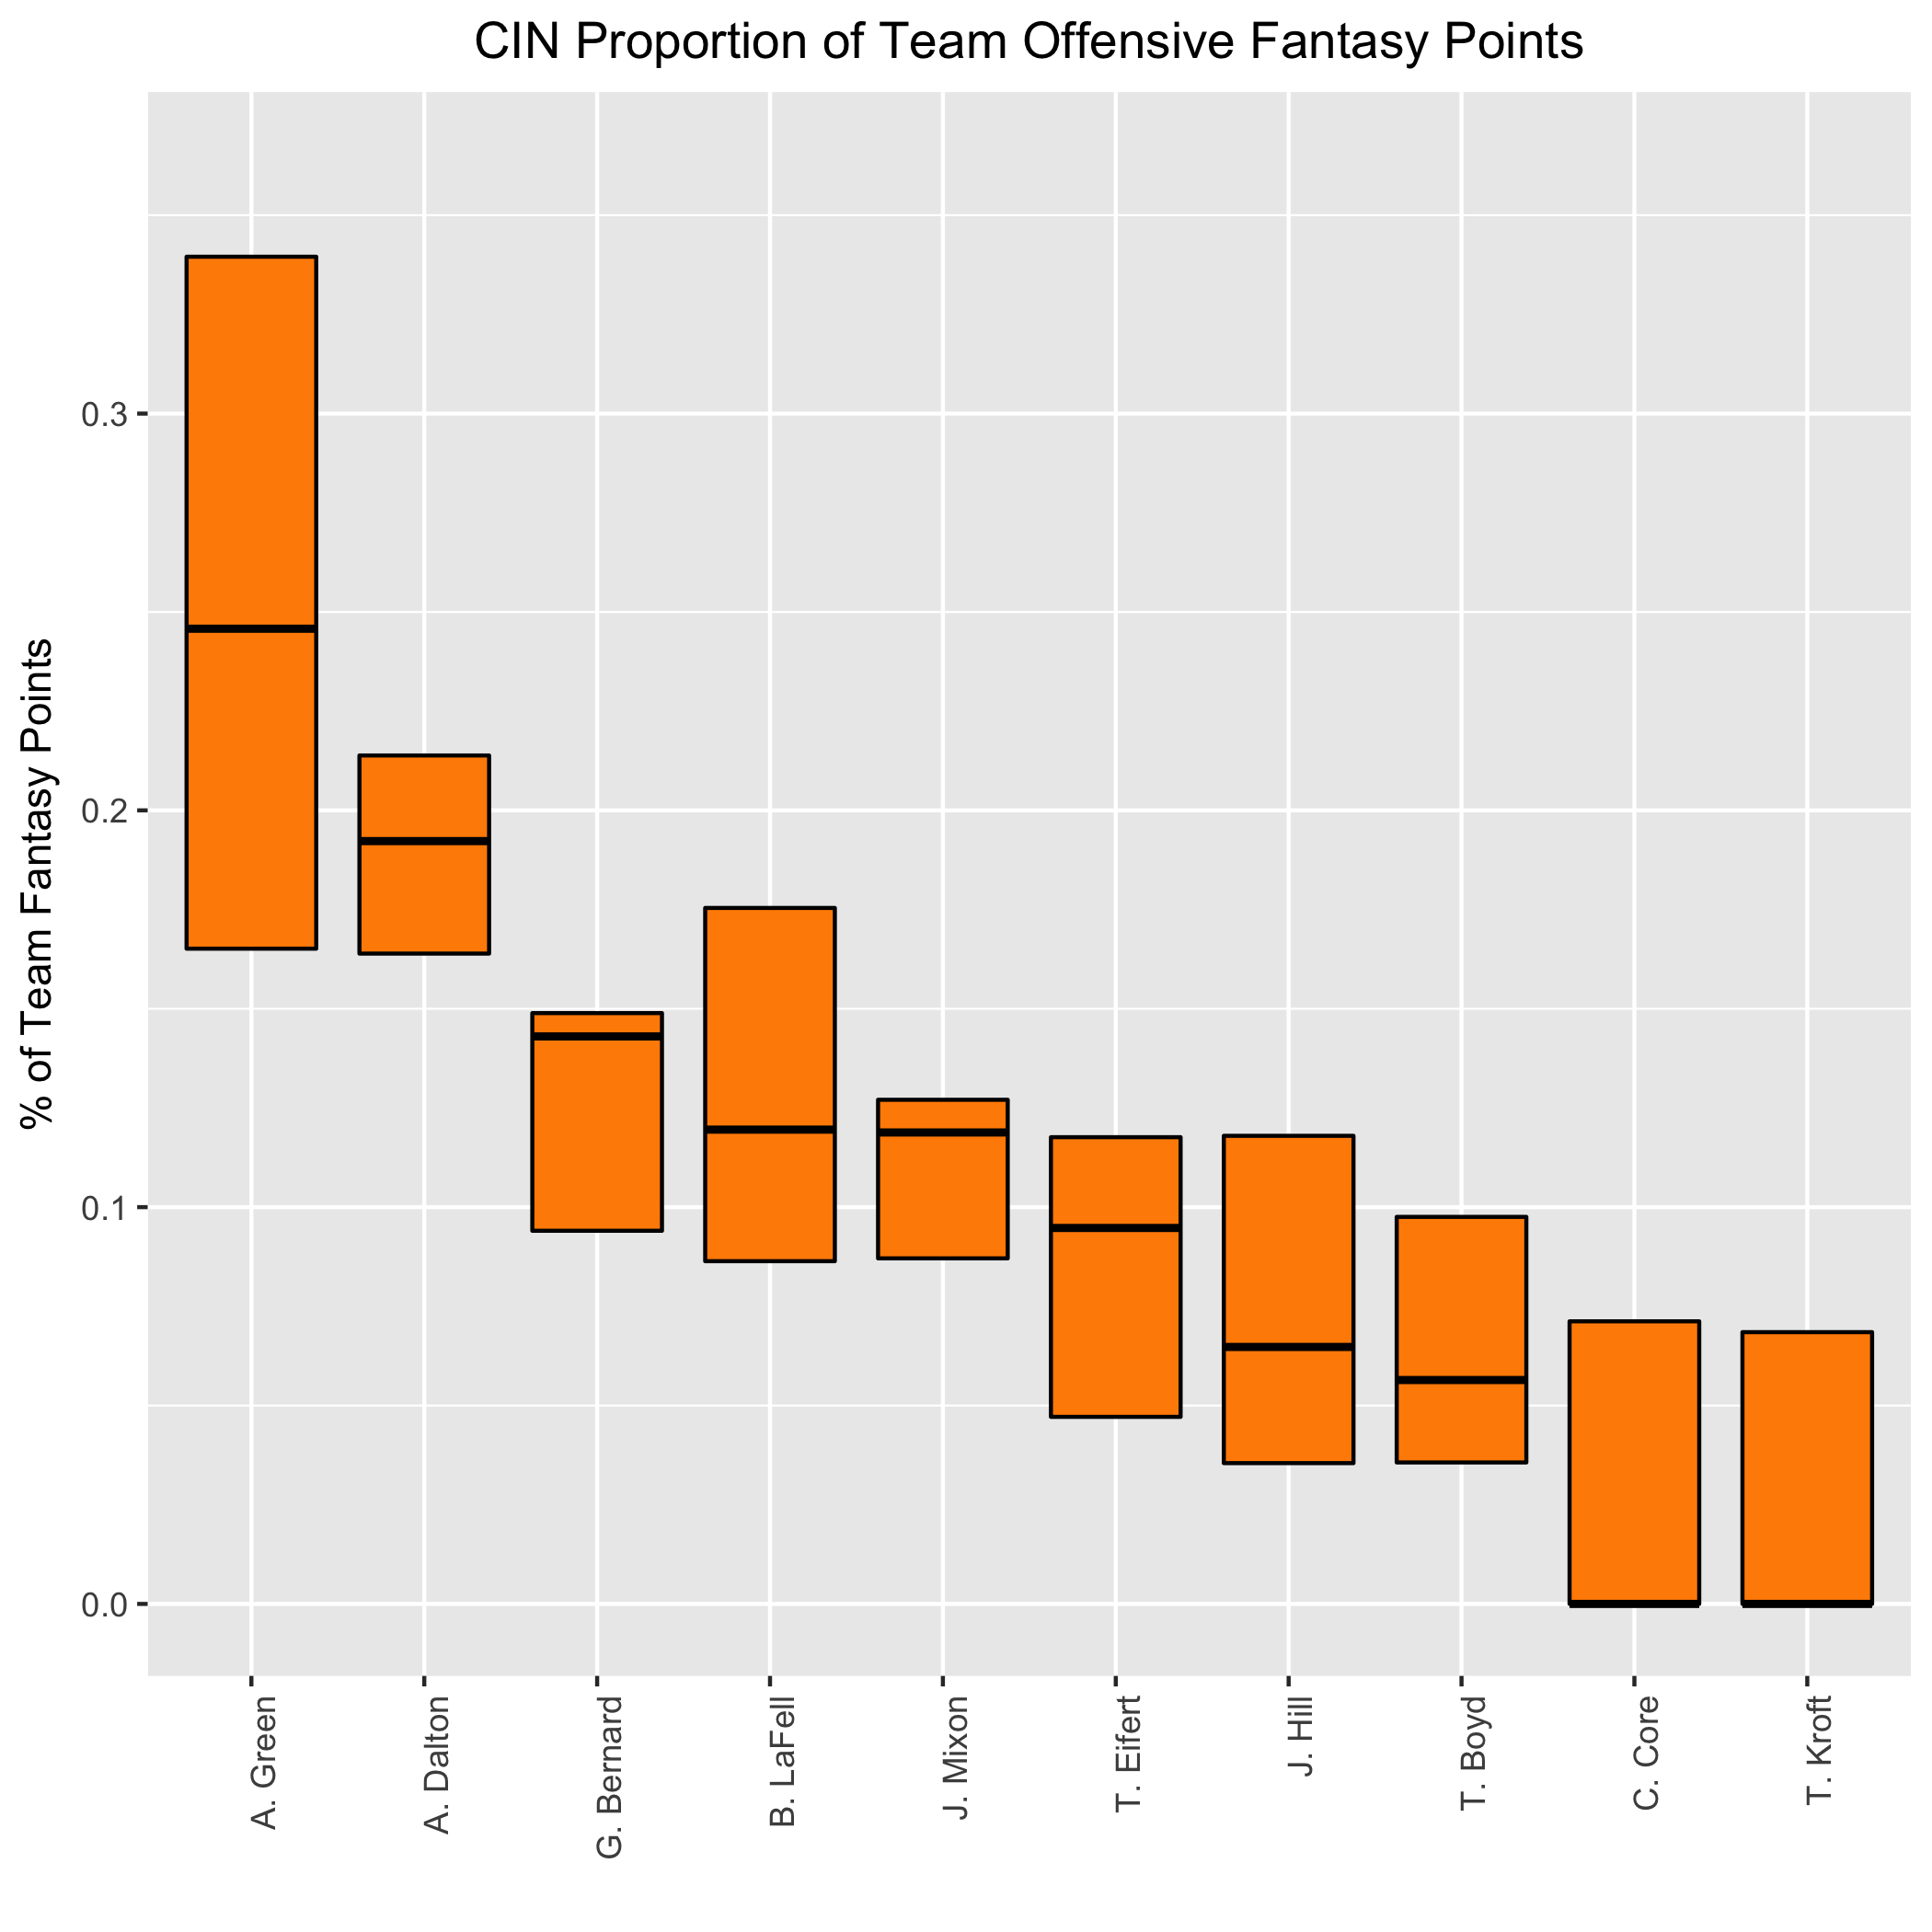 CIN Proportion of Team Offensive Fantasy Points
% of Team Fantasy Points
0.3
0.2
0.1
0.0
A. Green
A. Dalton
G. Bernard
B. LaFell
J. Mixon
T. Eifert
J. Hill
T. Boyd
C. Core
T. Kroft